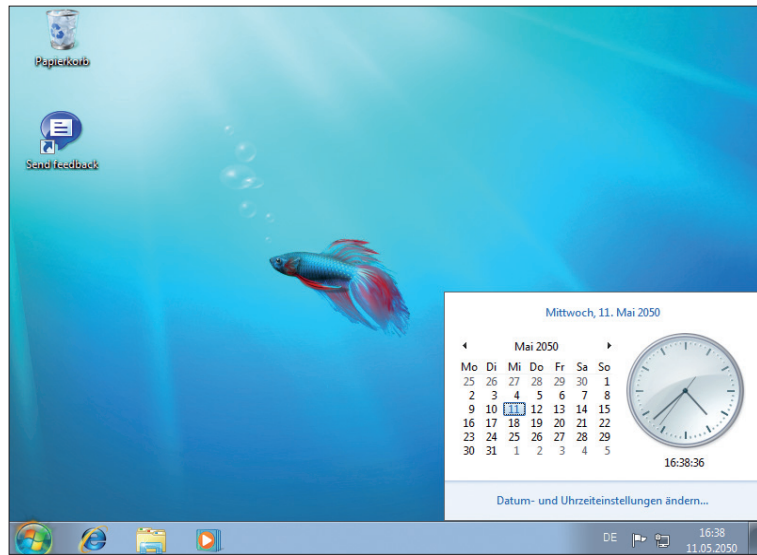 Papierkorb
Send feedback
Mittwoch, 11. Mai 2050
Mai 2050
Mo Di Mi Do Fr Sa So
25 26 27 28 29 30 1
2 3 4 5 6 7 8
9 10 11 12 13 14 15
16 17 18 19 20 21 22
23 24 25 26 27 28 29
30 31 1 2 3 4 5
16:38:36
Datum- und Uhrzeiteinstellungen ändern...
DE 16:38
11.05.2050